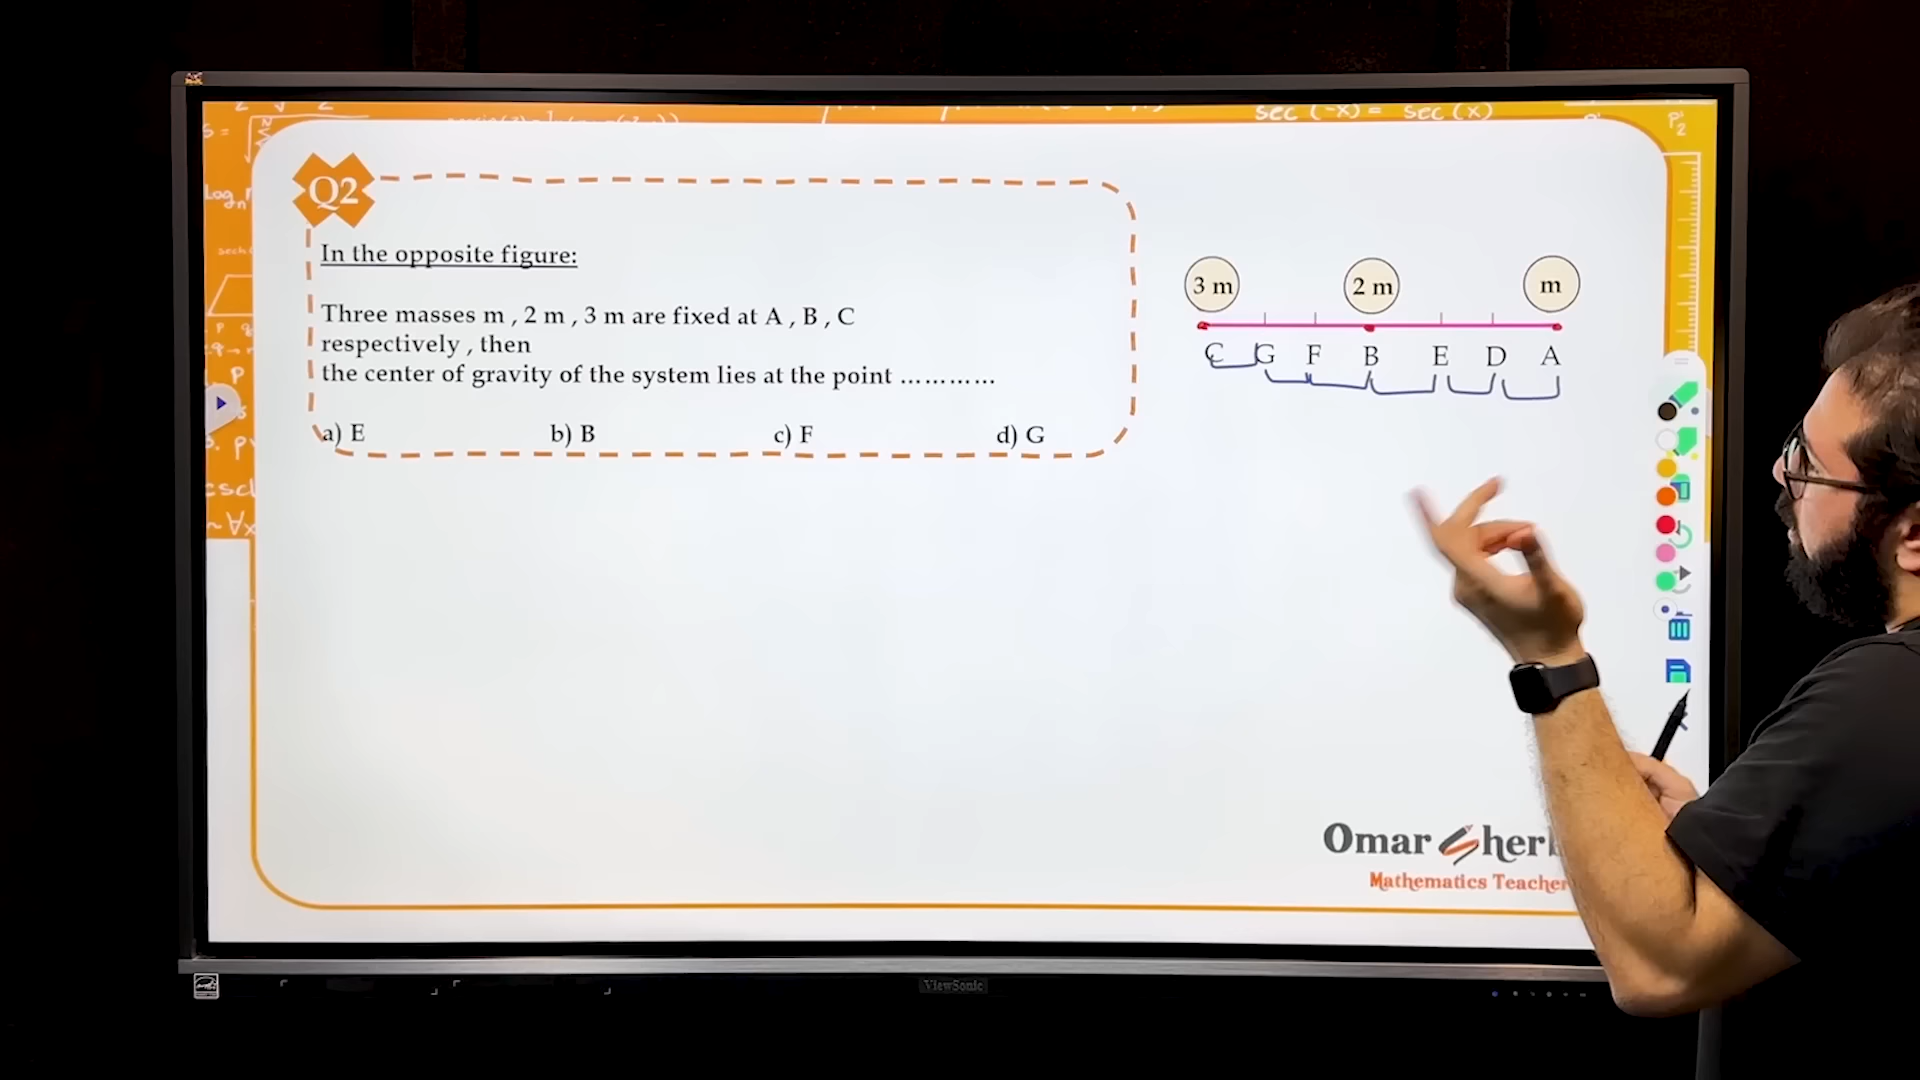 sec (-x) = sec (x)
Q2
In the opposite figure:
Three masses m , 2 m , 3 m are fixed at A , B , C
respectively , then
the center of gravity of the system lies at the point …………
a) E b) B c) F d) G
3 m 2 m m
C G F B E D A
Omar
Mathematics Teacher
ViewSonic